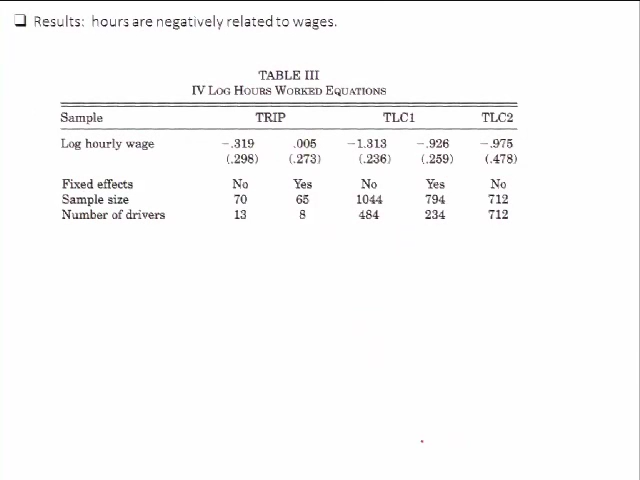 ❑ Results: hours are negatively related to wages.
TABLE III
IV LOG HOURS WORKED EQUATIONS
Sample TRIP TLC1 TLC2
Log hourly wage −.319 .005 −1.313 −.926 −.975
(.298) (.273) (.236) (.259) (.478)
Fixed effects No Yes No Yes No
Sample size 70 65 1044 794 712
Number of drivers 13 8 484 234 712